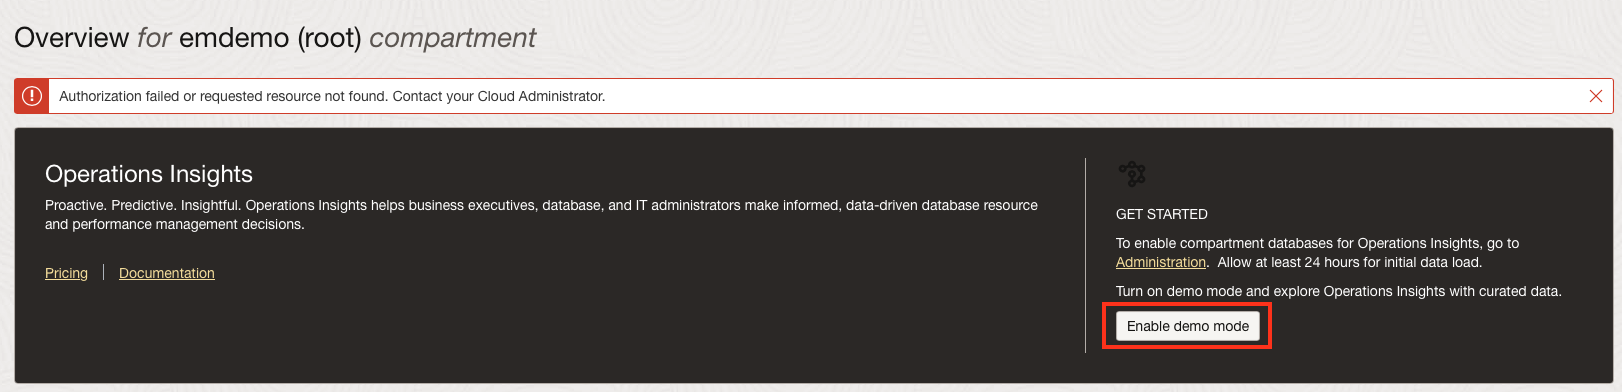 Overview for emdemo (root) compartment
Authorization failed or requested resource not found. Contact your Cloud Administrator.
Operations Insights
Proactive. Predictive. Insightful. Operations Insights helps business executives, database, and IT administrators make informed, data-driven database resource
and performance management decisions.
Pricing
Documentation
GET STARTED
To enable compartment databases for Operations Insights, go to
Administration. Allow at least 24 hours for initial data load.
Turn on demo mode and explore Operations Insights with curated data.
Enable demo mode